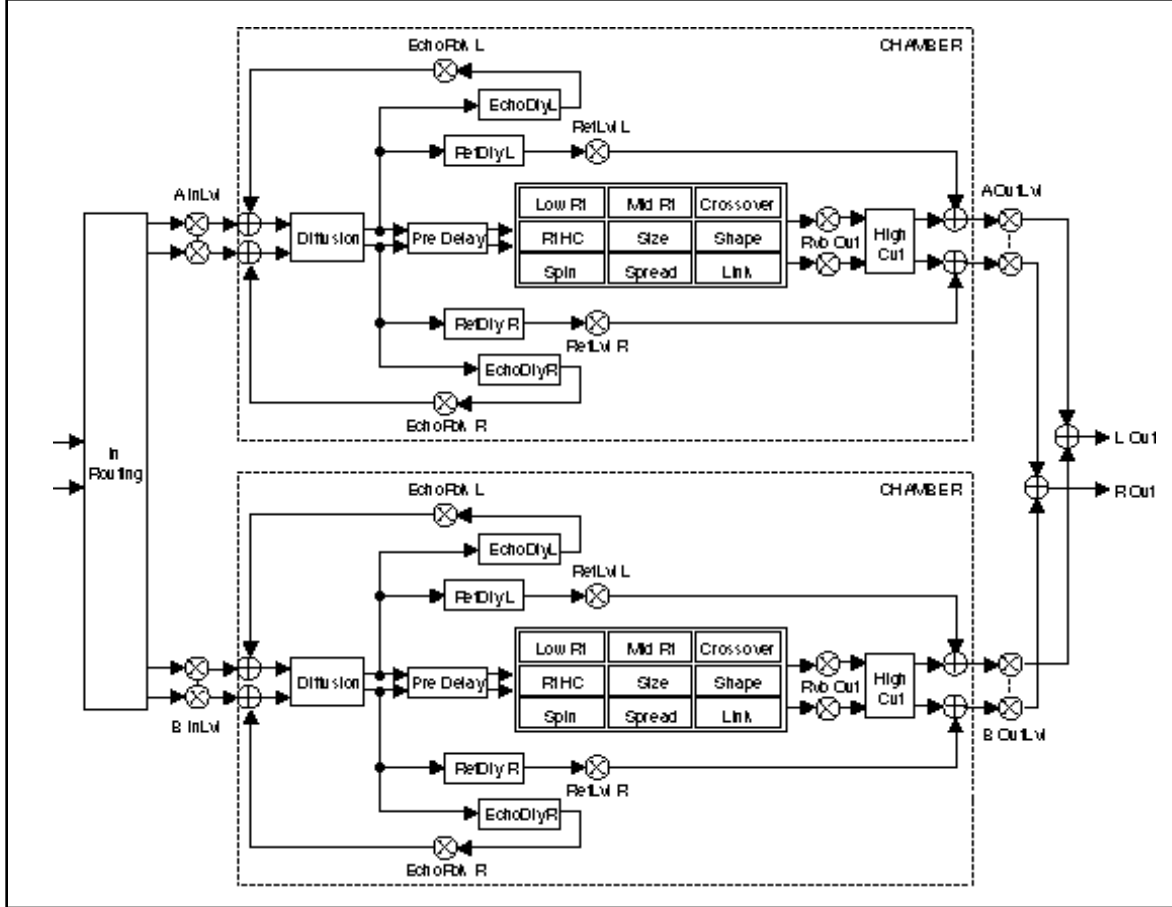 EchoFbk L
CHAMBER
EchoDlyL
RefLvl L
RefDlyL
A InLvl
A OutLvl
Low Rt
Mid Rt
Crossover
Diffusion
Pre Delay
RtHC
Size
Shape
Rvb Out
High
Cut
Spin
Spread
Link
RefDly R
RefLvl R
EchoDlyR
EchoFbk R
In
Routing
L Out
R Out
EchoFbk L
CHAMBER
EchoDlyL
RefLvl L
RefDlyL
Low Rt
Mid Rt
Crossover
Diffusion
Pre Delay
RtHC
Size
Shape
Rvb Out
High
Cut
Spin
Spread
Link
B InLvl
B OutLvl
RefDly R
RefLvl R
EchoDlyR
EchoFbk R